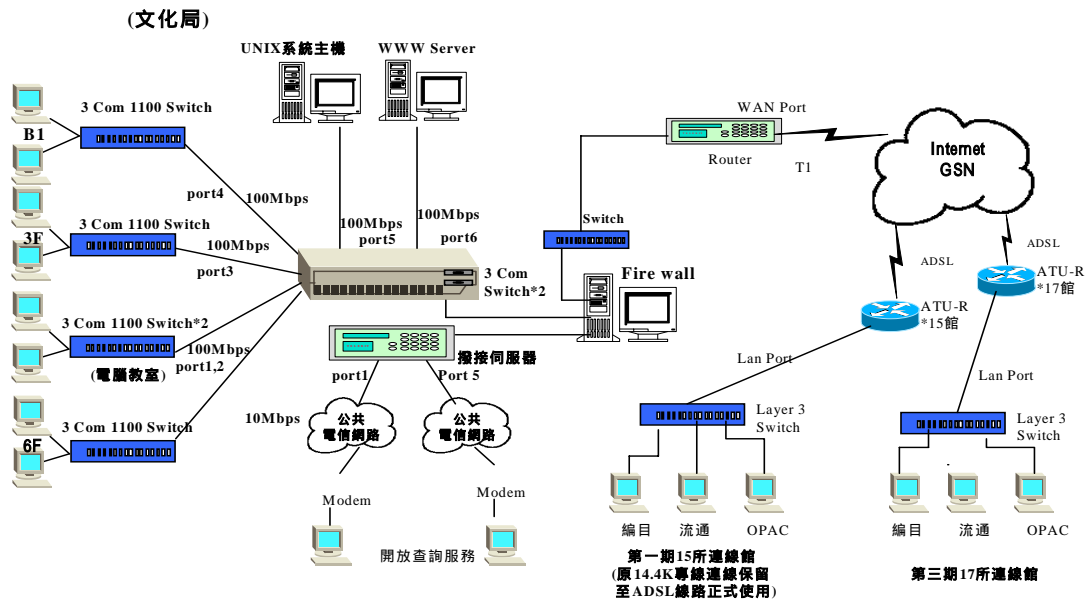 (文化局)
UNIX系統主機
WWW Server
3 Com 1100 Switch
B1
port4
100Mbps
3 Com 1100 Switch
3F
100Mbps
port3
3 Com 1100 Switch*2
100Mbps
port1,2
(電腦教室)
3 Com 1100 Switch
6F
100Mbps
port5
100Mbps
port6
3 Com
Switch*2
Switch
Fire wall
撥接伺服器
port1
Port 5
10Mbps
公共
電信網路
公共
電信網路
Modem
Modem
開放查詢服務
WAN Port
Router
T1
Internet
GSN
ADSL
ADSL
ATU-R
*15館
ATU-R
*17館
Lan Port
Lan Port
Layer 3
Switch
Layer 3
Switch
編目
流通
OPAC
編目
流通
OPAC
第一期15所連線館
(原14.4K專線連線保留
至ADSL線路正式使用)
第三期17所連線館